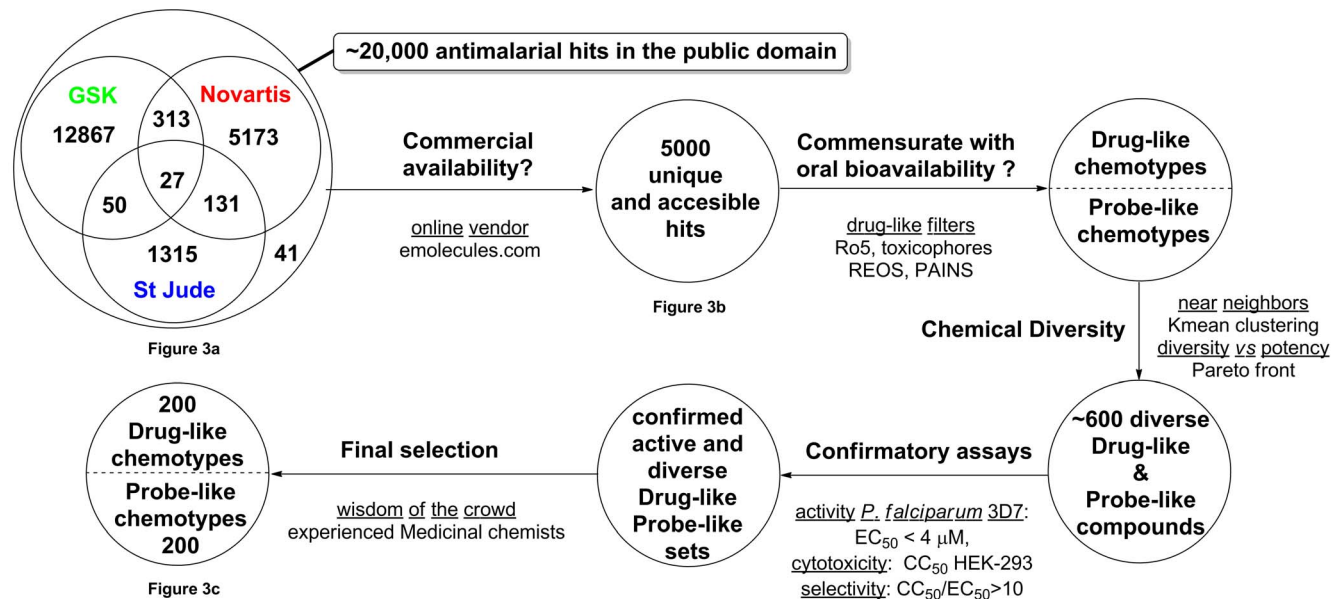 ~20,000 antimalarial hits in the public domain
GSK
Novartis
12867
313
5173
27
50
131
1315
41
St Jude
Figure 3a
Commercial
availability?
online vendor
emolecules.com
5000
unique
and accesible
hits
Figure 3b
Commensurate with
oral bioavailability ?
drug-like filters
Ro5, toxicophores
REOS, PAINS
Drug-like
chemotypes
Probe-like
chemotypes
Chemical Diversity
near neighbors
Kmean clustering
diversity vs potency
Pareto front
~600 diverse
Drug-like
&
Probe-like
compounds
Confirmatory assays
activity P. falciparum 3D7:
EC50 < 4 μM,
cytotoxicity: CC50 HEK-293
selectivity: CC50/EC50>10
confirmed
active and
diverse
Drug-like
Probe-like
sets
Final selection
wisdom of the crowd
experienced Medicinal chemists
200
Drug-like
chemotypes
Probe-like
chemotypes
200
Figure 3c